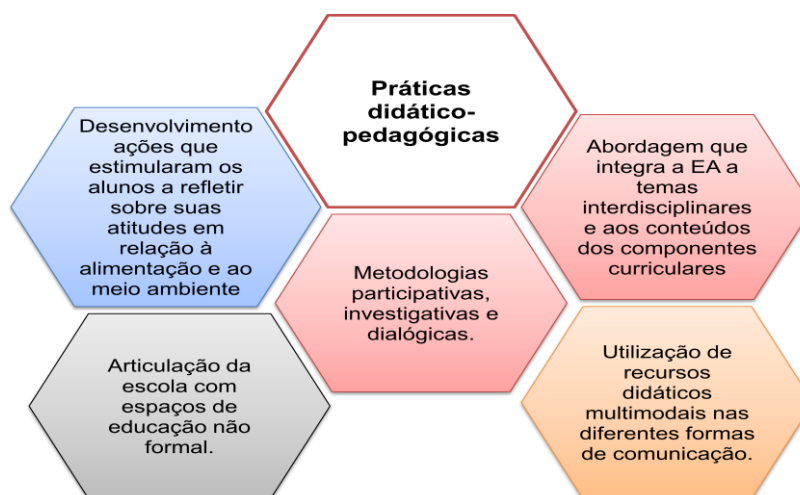 Práticas
didático-
pedagógicas
Desenvolvimento
ações que
estimularam os
alunos a refletir
sobre suas
atitudes em
relação à
alimentação e ao
meio ambiente
Abordagem que
integra a EA a
temas
interdisciplinares
e aos conteúdos
dos componentes
curriculares
Metodologias
participativas,
investigativas e
dialógicas.
Articulação da
escola com
espaços de
educação não
formal.
Utilização de
recursos
didáticos
multimodais nas
diferentes formas
de comunicação.